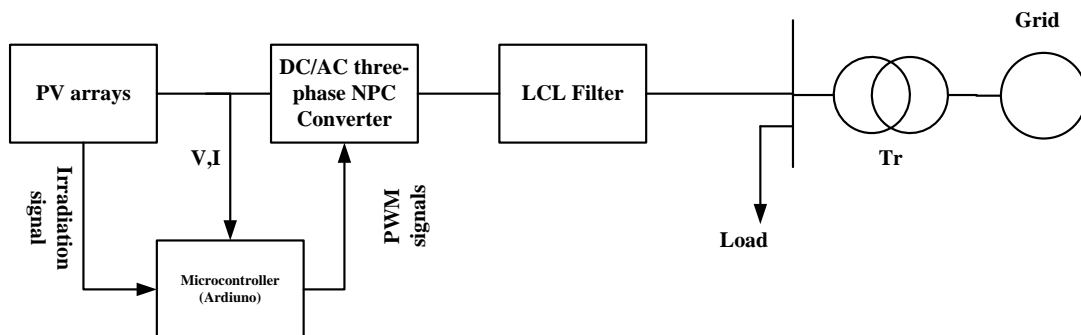 Grid
PV arrays
DC/AC three-
phase NPC
Converter
LCL Filter
Tr
V,I
Irradiation
signal
PWM
signals
Load
Microcontroller
(Ardiuno)